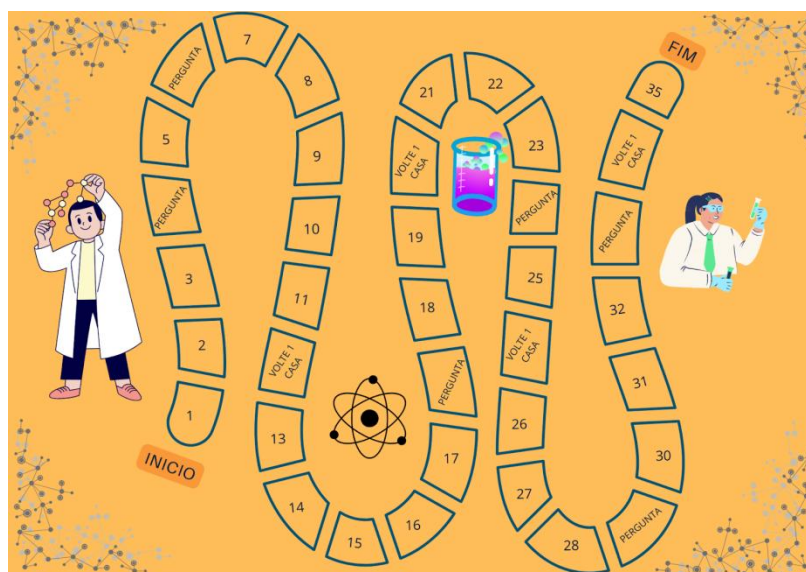 INICIO
1
2
3
PERGUNTA
5
PERGUNTA
7
8
9
10
11
VOLTE 1
CASA
13
14
15
16
17
PERGUNTA
18
19
VOLTE 1
CASA
21
22
23
PERGUNTA
25
VOLTE 1
CASA
26
27
28
PERGUNTA
30
31
32
PERGUNTA
VOLTE 1
CASA
35
FIM